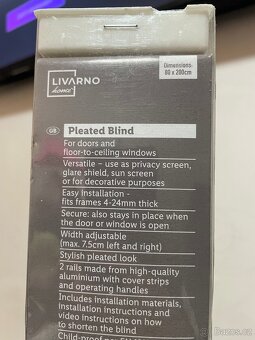 LIVARNO
home
Dimensions:
80 x 200cm
GB
Pleated Blind
For doors and
floor-to-ceiling windows
Versatile – use as privacy screen,
glare shield, sun screen
or for decorative purposes
Easy Installation –
fits frames 4-24mm thick
Secure: also stays in place when
the door or window is open
Width adjustable
(max. 7.5cm left and right)
Stylish pleated look
2 rails made from high-quality
aluminium with cover strips
and operating handles
Includes installation materials,
installation instructions and
video instructions on how
to shorten the blind